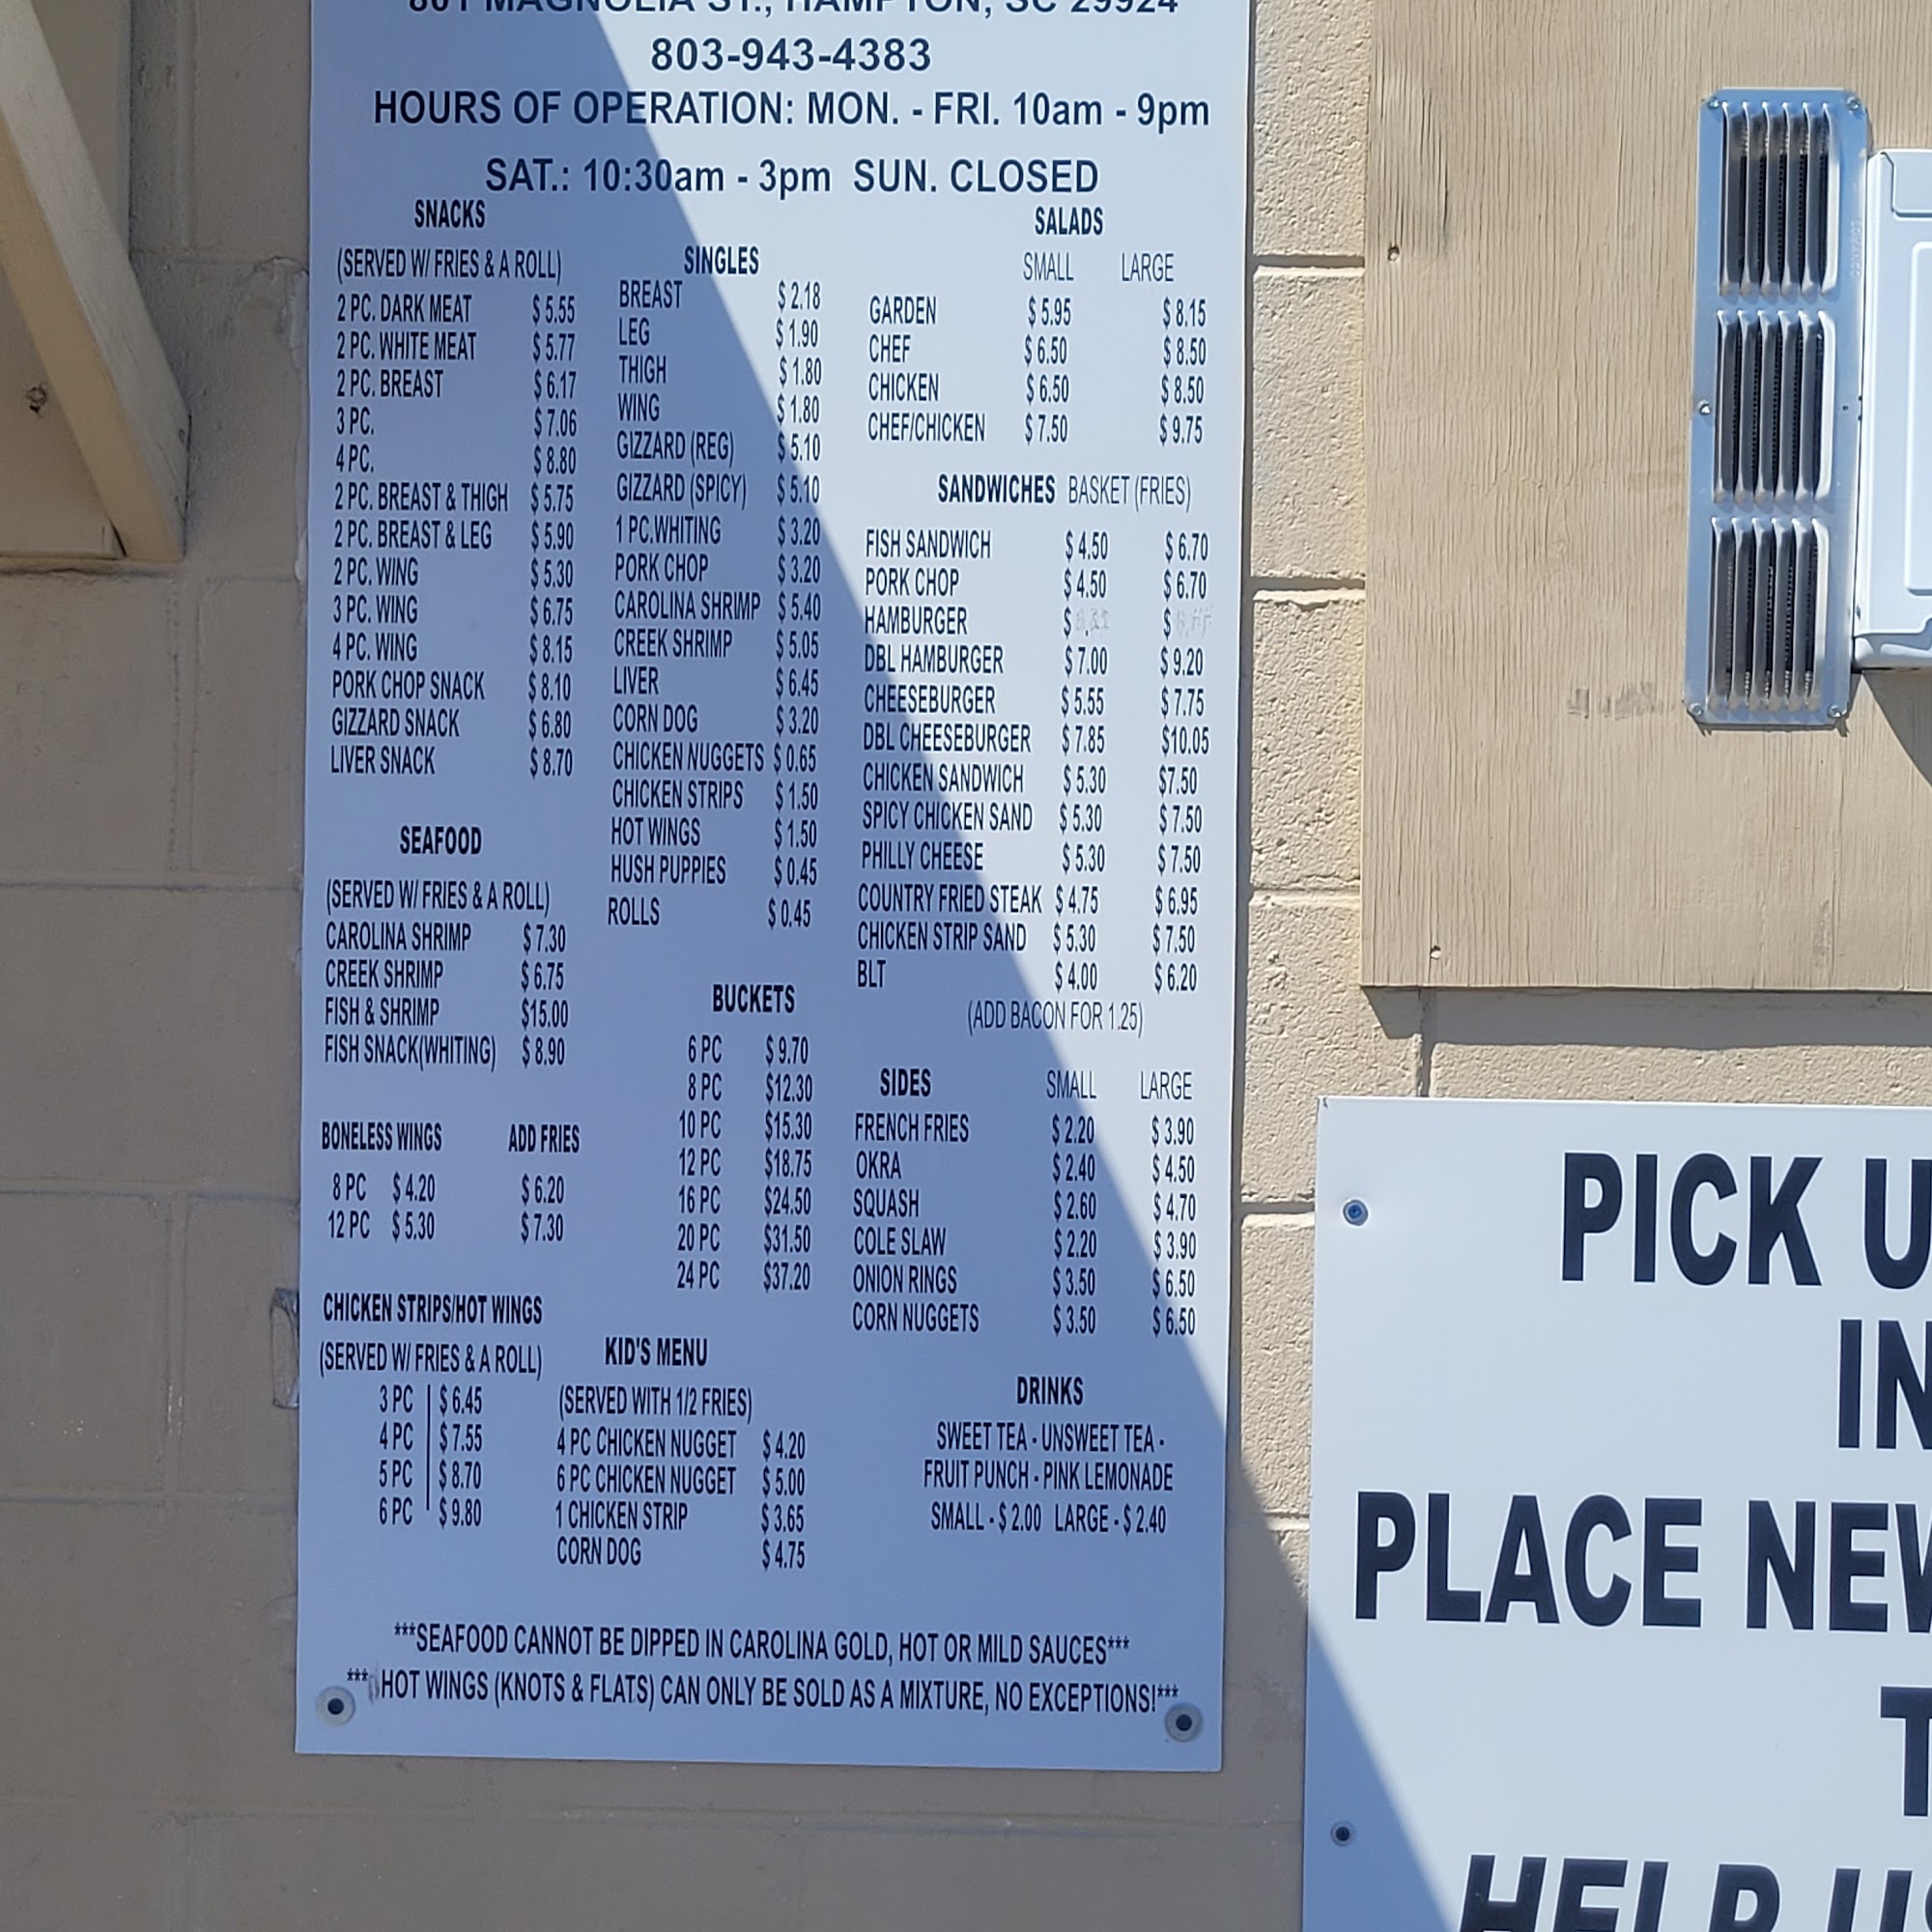 801 MAGNOLIA ST., HAMPTON, SC 29924
803-943-4383
HOURS OF OPERATION: MON. - FRI. 10am - 9pm
SAT.: 10:30am - 3pm SUN. CLOSED
SNACKS
(SERVED W/ FRIES & A ROLL)
2 PC. DARK MEAT $ 5.55
2 PC. WHITE MEAT $ 5.77
2 PC. BREAST $ 6.17
3 PC. $ 7.06
4 PC. $ 8.80
2 PC. BREAST & THIGH $ 5.75
2 PC. BREAST & LEG $ 5.90
2 PC. WING $ 5.30
3 PC. WING $ 6.75
4 PC. WING $ 8.15
PORK CHOP SNACK $ 8.10
GIZZARD SNACK $ 6.80
LIVER SNACK $ 8.70
SEAFOOD
(SERVED W/ FRIES & A ROLL)
CAROLINA SHRIMP $ 7.30
CREEK SHRIMP $ 6.75
FISH & SHRIMP $15.00
FISH SNACK(WHITING) $ 8.90
BONELESS WINGS ADD FRIES
8 PC $ 4.20 $ 6.20
12 PC $ 5.30 $ 7.30
CHICKEN STRIPS/HOT WINGS
(SERVED W/ FRIES & A ROLL)
3 PC $ 6.45
4 PC $ 7.55
5 PC $ 8.70
6 PC $ 9.80
SINGLES
BREAST $ 2.18
LEG $ 1.90
THIGH $ 1.80
WING $ 1.80
GIZZARD (REG) $ 5.10
GIZZARD (SPICY) $ 5.10
1 PC.WHITING $ 3.20
PORK CHOP $ 3.20
CAROLINA SHRIMP $ 5.40
CREEK SHRIMP $ 5.05
LIVER $ 6.45
CORN DOG $ 3.20
CHICKEN NUGGETS $ 0.65
CHICKEN STRIPS $ 1.50
HOT WINGS $ 1.50
HUSH PUPPIES $ 0.45
ROLLS $ 0.45
BUCKETS
6 PC $ 9.70
8 PC $12.30
10 PC $15.30
12 PC $18.75
16 PC $24.50
20 PC $31.50
24 PC $37.20
KID'S MENU
(SERVED WITH 1/2 FRIES)
4 PC CHICKEN NUGGET $ 4.20
6 PC CHICKEN NUGGET $ 5.00
1 CHICKEN STRIP $ 3.65
CORN DOG $ 4.75
SALADS
SMALL LARGE
GARDEN $ 5.95 $ 8.15
CHEF $ 6.50 $ 8.50
CHICKEN $ 6.50 $ 8.50
CHEF/CHICKEN $ 7.50 $ 9.75
SANDWICHES BASKET (FRIES)
FISH SANDWICH $ 4.50 $ 6.70
PORK CHOP $ 4.50 $ 6.70
HAMBURGER $ $
DBL HAMBURGER $ 7.00 $ 9.20
CHEESEBURGER $ 5.55 $ 7.75
DBL CHEESEBURGER $ 7.85 $10.05
CHICKEN SANDWICH $ 5.30 $7.50
SPICY CHICKEN SAND $ 5.30 $ 7.50
PHILLY CHEESE $ 5.30 $ 7.50
COUNTRY FRIED STEAK $ 4.75 $ 6.95
CHICKEN STRIP SAND $ 5.30 $ 7.50
BLT $ 4.00 $ 6.20
(ADD BACON FOR 1.25)
SIDES SMALL LARGE
FRENCH FRIES $ 2.20 $ 3.90
OKRA $ 2.40 $ 4.50
SQUASH $ 2.60 $ 4.70
COLE SLAW $ 2.20 $ 3.90
ONION RINGS $ 3.50 $ 6.50
CORN NUGGETS $ 3.50 $ 6.50
DRINKS
SWEET TEA - UNSWEET TEA -
FRUIT PUNCH - PINK LEMONADE
SMALL - $ 2.00 LARGE - $ 2.40
***SEAFOOD CANNOT BE DIPPED IN CAROLINA GOLD, HOT OR MILD SAUCES***
*** HOT WINGS (KNOTS & FLATS) CAN ONLY BE SOLD AS A MIXTURE, NO EXCEPTIONS!***
PICK U
IN
PLACE NEW
T
HELP US